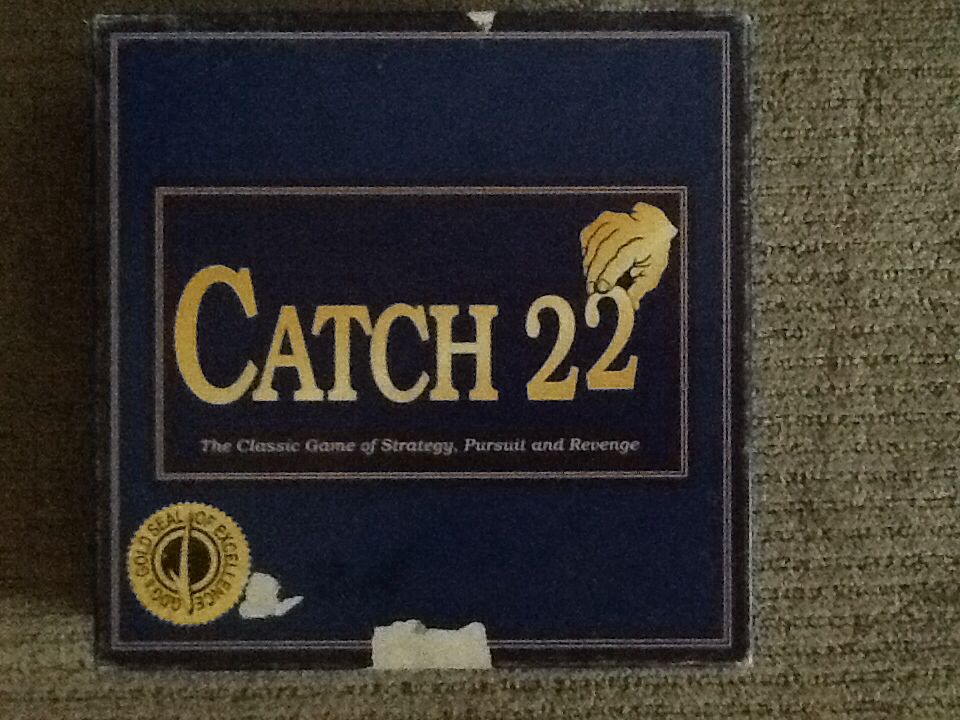 CATCH 22
The Classic Game of Strategy, Pursuit and Revenge
GOLD SEAL OF EXCELLENCE